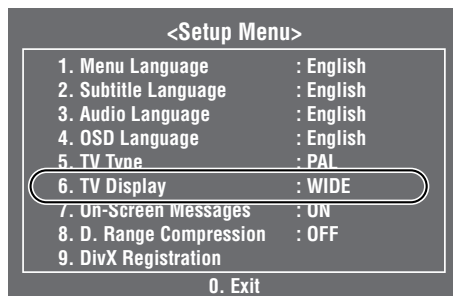 <Setup Menu>
1. Menu Language : English
2. Subtitle Language : English
3. Audio Language : English
4. OSD Language : English
5. TV Type : PAL
6. TV Display : WIDE
7. On-Screen Messages : ON
8. D. Range Compression : OFF
9. DivX Registration
0. Exit